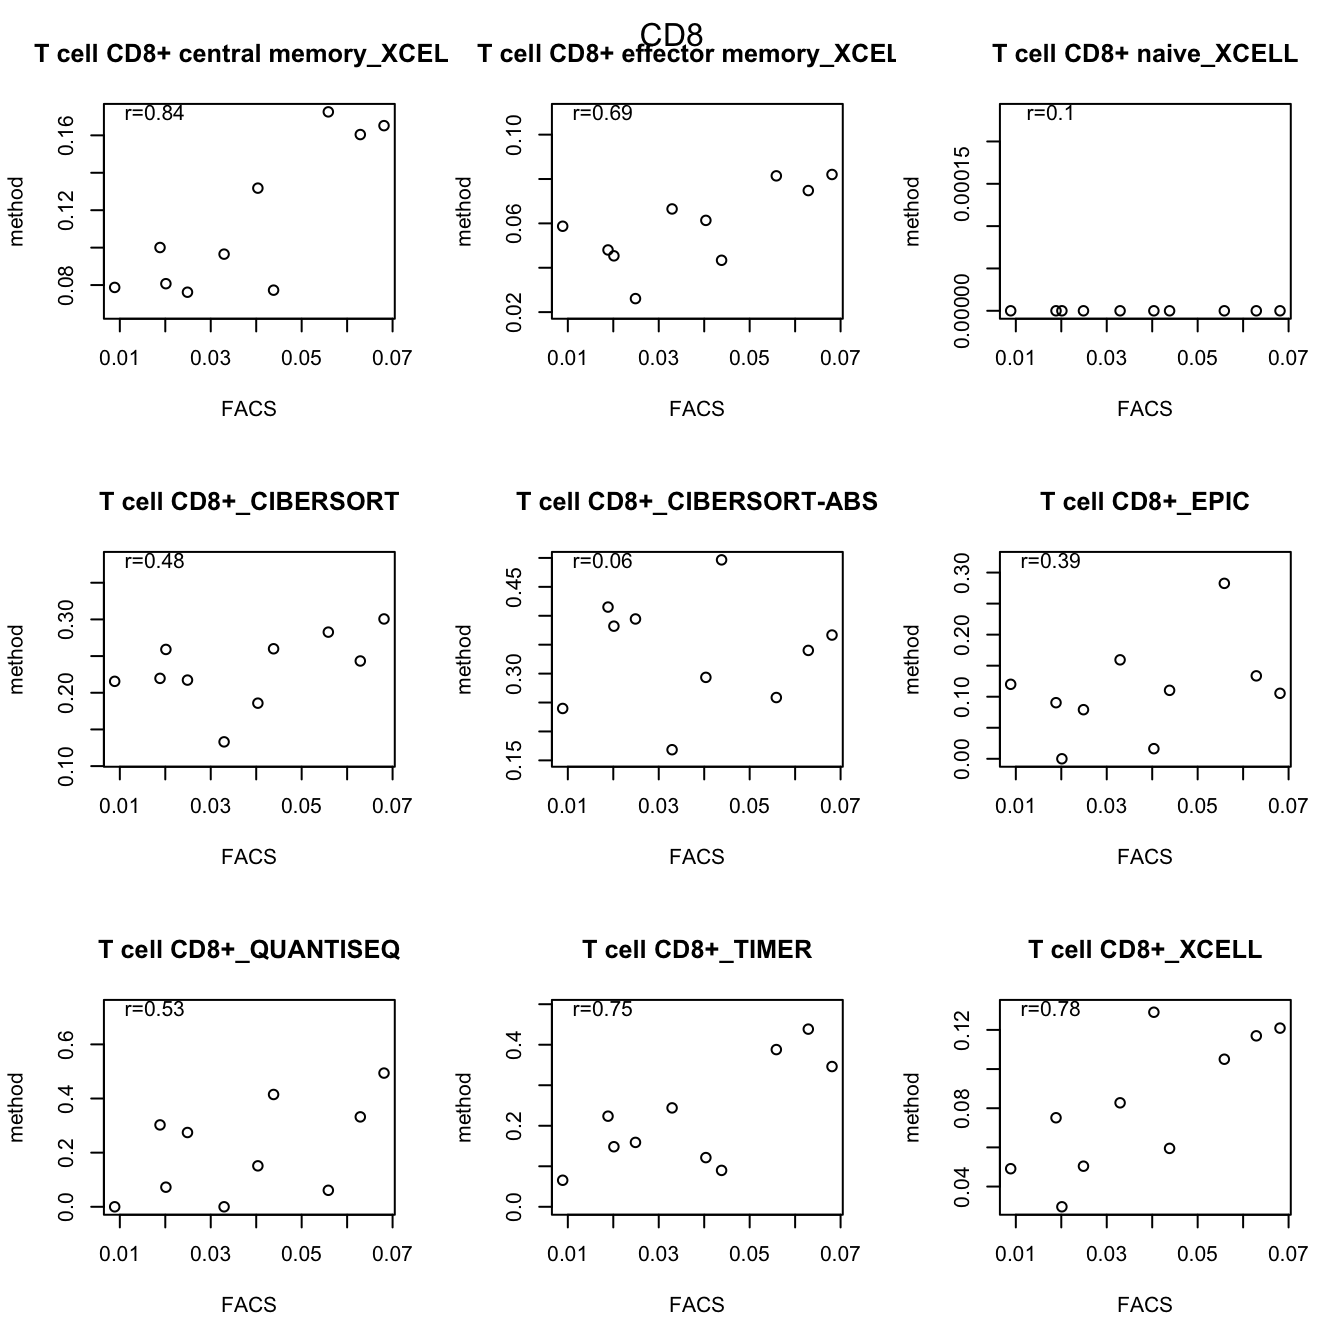 CD8
T cell CD8+ central memory_XCEL
T cell CD8+ effector memory_XCEL
T cell CD8+ naive_XCELL
r=0.84
r=0.69
r=0.1
method
0.08 0.12 0.16
method
0.02 0.06 0.10
method
0.00000 0.00015
0.01 0.03 0.05 0.07
0.01 0.03 0.05 0.07
0.01 0.03 0.05 0.07
FACS
FACS
FACS
T cell CD8+_CIBERSORT
T cell CD8+_CIBERSORT-ABS
T cell CD8+_EPIC
r=0.48
r=0.06
r=0.39
method
0.10 0.20 0.30
method
0.15 0.30 0.45
method
0.00 0.10 0.20 0.30
0.01 0.03 0.05 0.07
0.01 0.03 0.05 0.07
0.01 0.03 0.05 0.07
FACS
FACS
FACS
T cell CD8+_QUANTISEQ
T cell CD8+_TIMER
T cell CD8+_XCELL
r=0.53
r=0.75
r=0.78
method
0.0 0.2 0.4 0.6
method
0.0 0.2 0.4
method
0.04 0.08 0.12
0.01 0.03 0.05 0.07
0.01 0.03 0.05 0.07
0.01 0.03 0.05 0.07
FACS
FACS
FACS